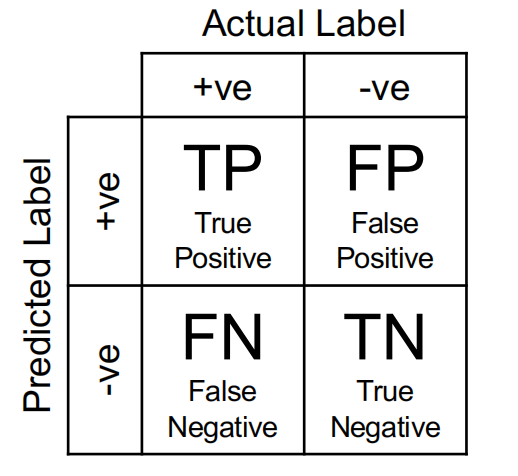 Actual Label
+ve
-ve
Predicted Label
+ve
TP
True
Positive
FP
False
Positive
-ve
FN
False
Negative
TN
True
Negative